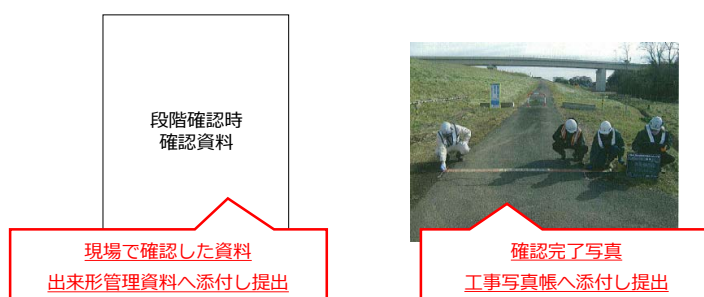 段階確認時
確認資料
現場で確認した資料
出来形管理資料へ添付し提出
確認完了写真
工事写真帳へ添付し提出